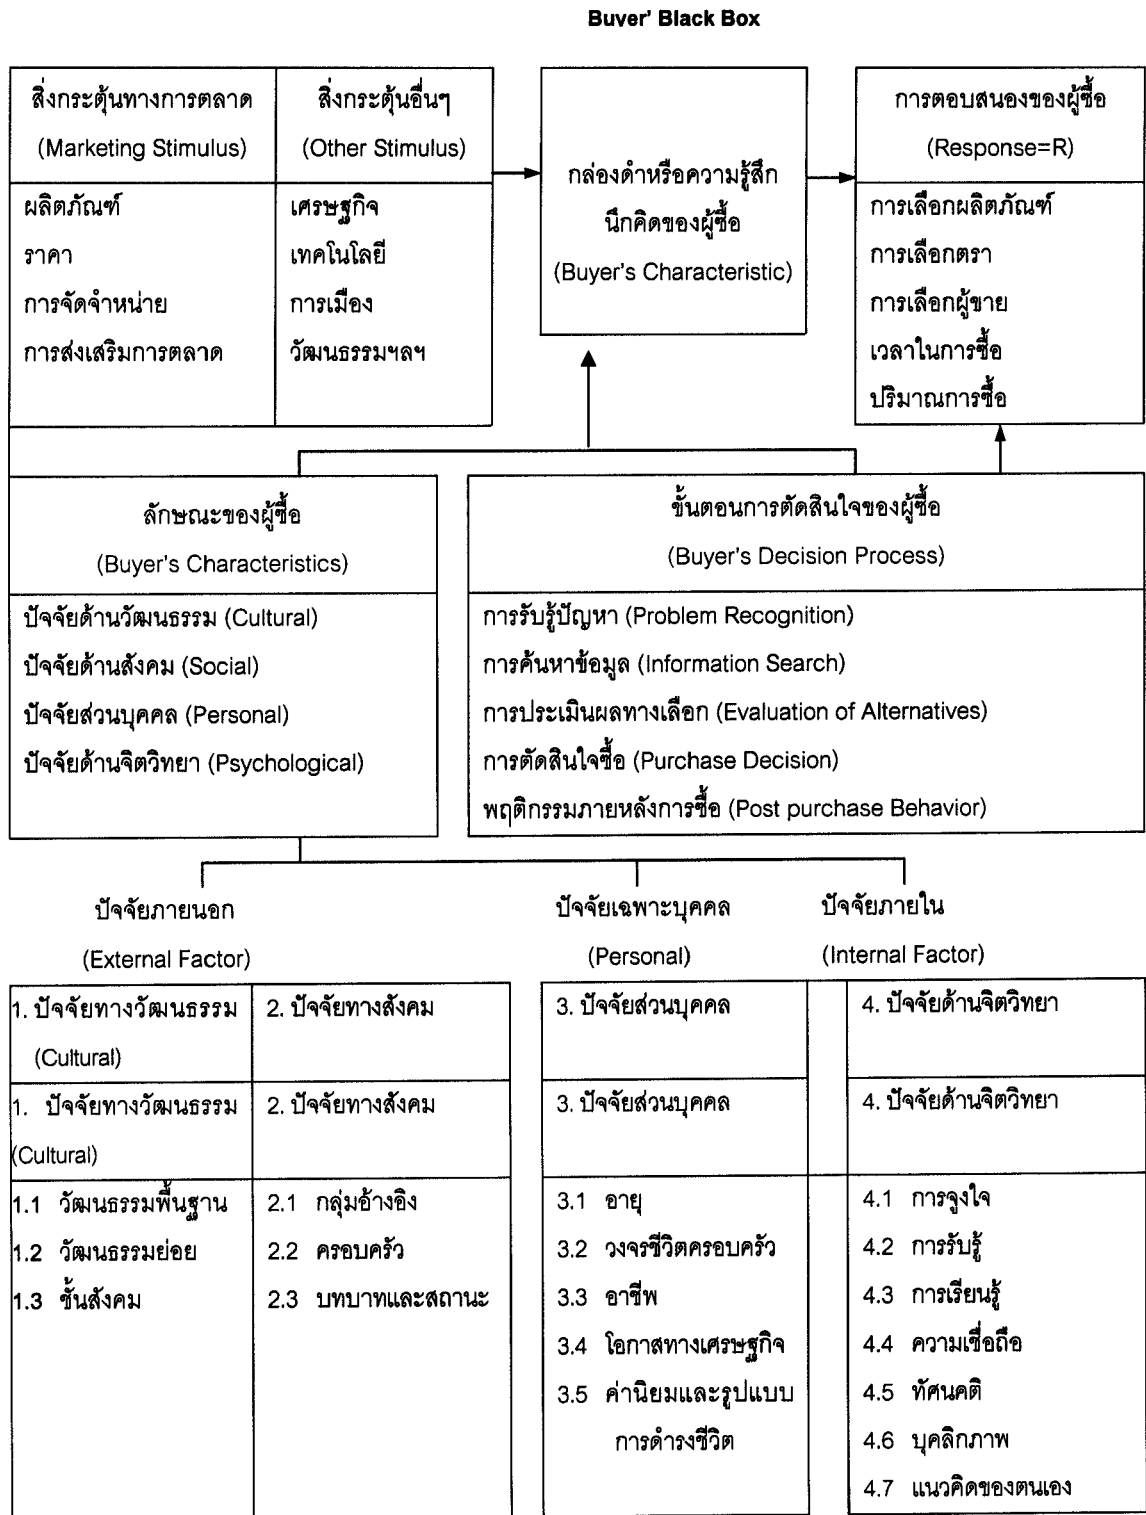 Buyer' Black Box
สิ่งกระตุ้นทางการตลาด
(Marketing Stimulus)
สิ่งกระตุ้นอื่นๆ
(Other Stimulus)
ผลิตภัณฑ์
ราคา
การจัดจำหน่าย
การส่งเสริมการตลาด
เศรษฐกิจ
เทคโนโลยี
การเมือง
วัฒนธรรมฯลฯ
กล่องดำหรือความรู้สึก
นึกคิดของผู้ซื้อ
(Buyer's Characteristic)
การตอบสนองของผู้ซื้อ
(Response=R)
การเลือกผลิตภัณฑ์
การเลือกตรา
การเลือกผู้ขาย
เวลาในการซื้อ
ปริมาณการซื้อ
ลักษณะของผู้ซื้อ
(Buyer's Characteristics)
ปัจจัยด้านวัฒนธรรม (Cultural)
ปัจจัยด้านสังคม (Social)
ปัจจัยส่วนบุคคล (Personal)
ปัจจัยด้านจิตวิทยา (Psychological)
ขั้นตอนการตัดสินใจของผู้ซื้อ
(Buyer's Decision Process)
การรับรู้ปัญหา (Problem Recognition)
การค้นหาข้อมูล (Information Search)
การประเมินผลทางเลือก (Evaluation of Alternatives)
การตัดสินใจซื้อ (Purchase Decision)
พฤติกรรมภายหลังการซื้อ (Post purchase Behavior)
ปัจจัยภายนอก
(External Factor)
ปัจจัยเฉพาะบุคคล
(Personal)
ปัจจัยภายใน
(Internal Factor)
1. ปัจจัยทางวัฒนธรรม
(Cultural)
2. ปัจจัยทางสังคม
3. ปัจจัยส่วนบุคคล
4. ปัจจัยด้านจิตวิทยา
1. ปัจจัยทางวัฒนธรรม
(Cultural)
2. ปัจจัยทางสังคม
3. ปัจจัยส่วนบุคคล
4. ปัจจัยด้านจิตวิทยา
1.1 วัฒนธรรมพื้นฐาน
1.2 วัฒนธรรมย่อย
1.3 ชั้นสังคม
2.1 กลุ่มอ้างอิง
2.2 ครอบครัว
2.3 บทบาทและสถานะ
3.1 อายุ
3.2 วงจรชีวิตครอบครัว
3.3 อาชีพ
3.4 โอกาสทางเศรษฐกิจ
3.5 ค่านิยมและรูปแบบ
การดำรงชีวิต
4.1 การจูงใจ
4.2 การรับรู้
4.3 การเรียนรู้
4.4 ความเชื่อถือ
4.5 ทัศนคติ
4.6 บุคลิกภาพ
4.7 แนวคิดของตนเอง